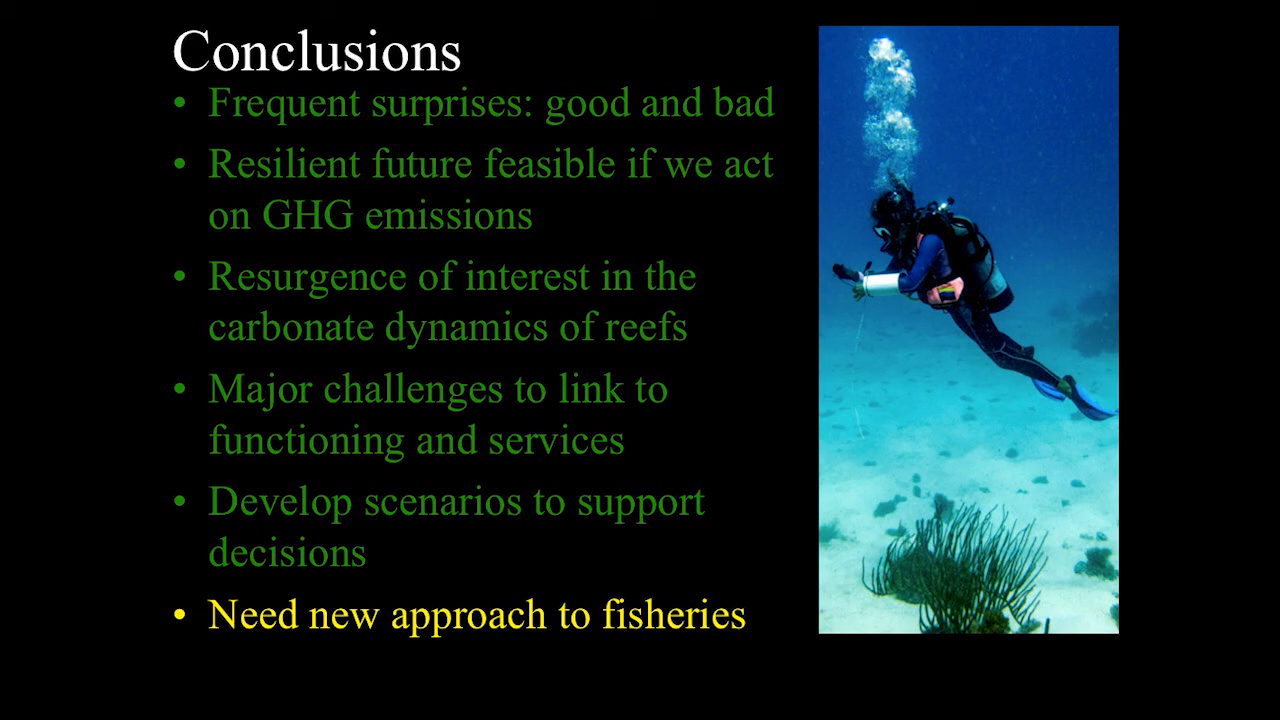 Conclusions
• Frequent surprises: good and bad
• Resilient future feasible if we act
on GHG emissions
• Resurgence of interest in the
carbonate dynamics of reefs
• Major challenges to link to
functioning and services
• Develop scenarios to support
decisions
• Need new approach to fisheries